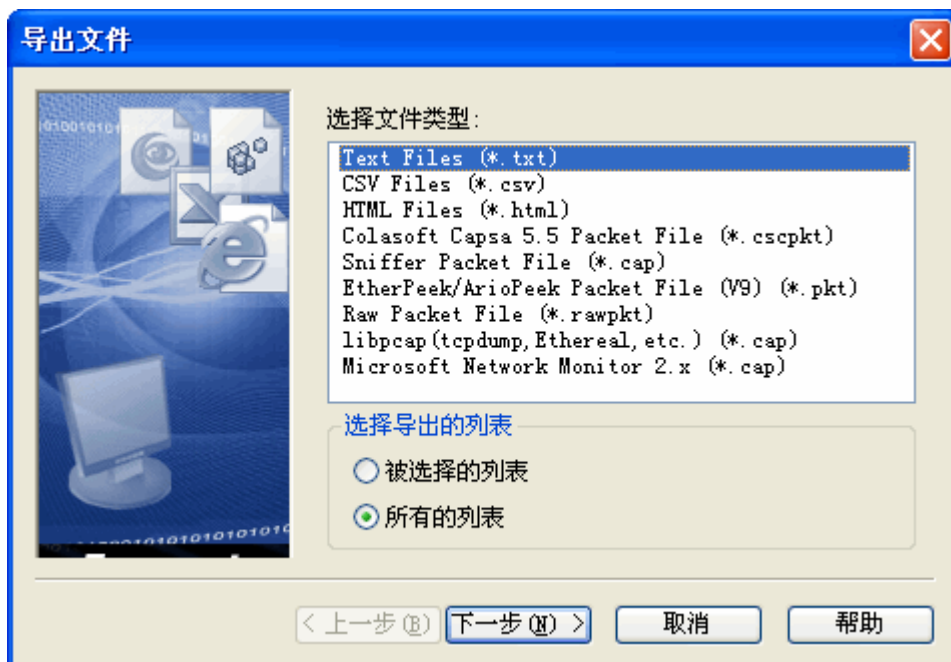 导出文件
选择文件类型:
Text Files (*.txt)
CSV Files (*.csv)
HTML Files (*.html)
Colasoft Capsa 5.5 Packet File (*.cscpkt)
Sniffer Packet File (*.cap)
EtherPeek/ArioPeek Packet File (V9) (*.pkt)
Raw Packet File (*.rawpkt)
libpcap(tcpdump,Ethereal,etc.) (*.cap)
Microsoft Network Monitor 2.x (*.cap)
选择导出的列表
被选择的列表
所有的列表
< 上一步(B)
下一步(N) >
取消
帮助